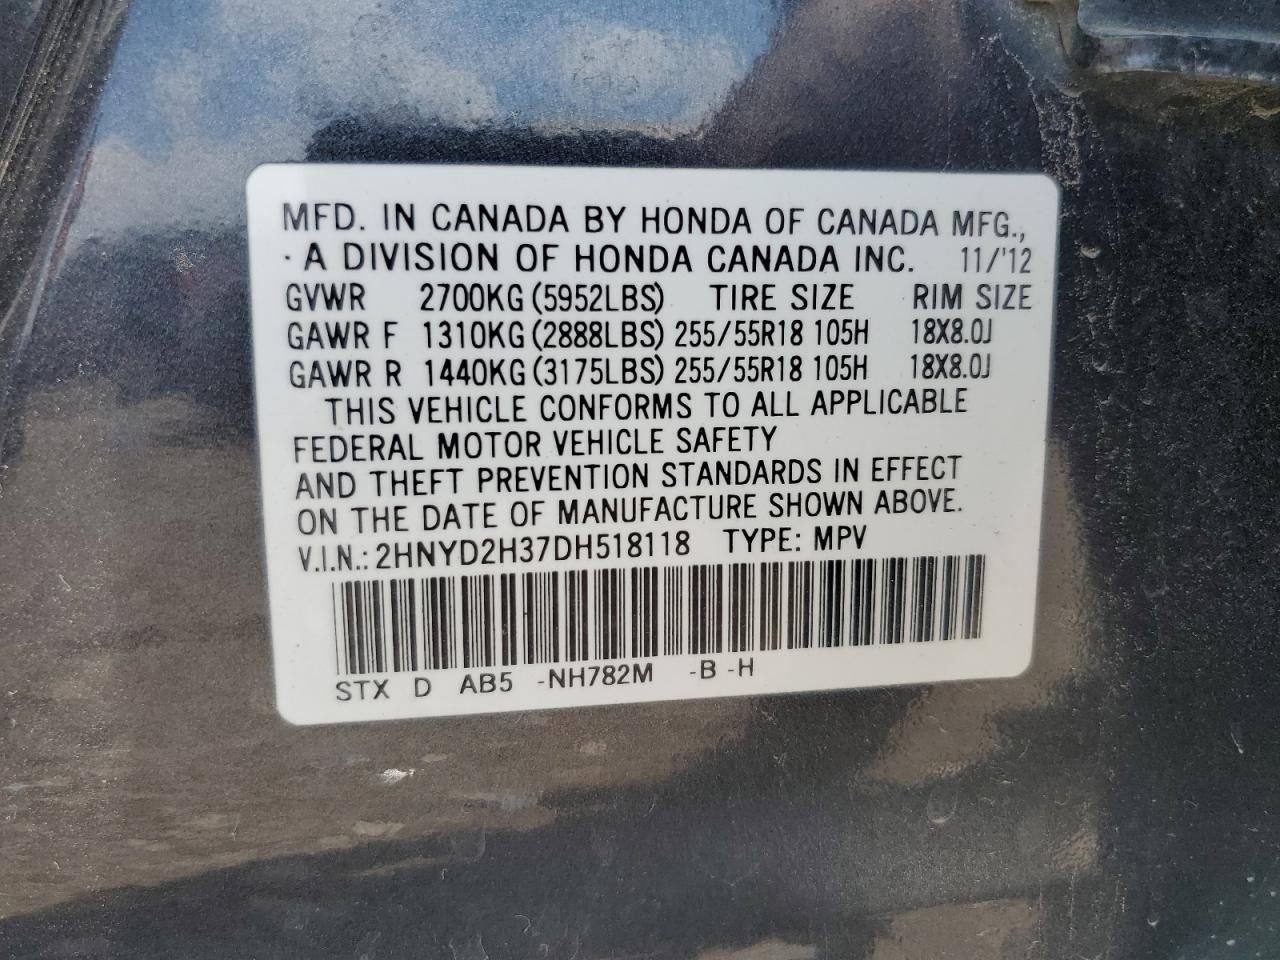 MFD. IN CANADA BY HONDA OF CANADA MFG.,
· A DIVISION OF HONDA CANADA INC. 11/'12
GVWR 2700KG (5952LBS) TIRE SIZE RIM SIZE
GAWR F 1310KG (2888LBS) 255/55R18 105H 18X8.0J
GAWR R 1440KG (3175LBS) 255/55R18 105H 18X8.0J
THIS VEHICLE CONFORMS TO ALL APPLICABLE
FEDERAL MOTOR VEHICLE SAFETY
AND THEFT PREVENTION STANDARDS IN EFFECT
ON THE DATE OF MANUFACTURE SHOWN ABOVE.
V.I.N.: 2HNYD2H37DH518118 TYPE: MPV
STX D AB5 -NH782M -B -H